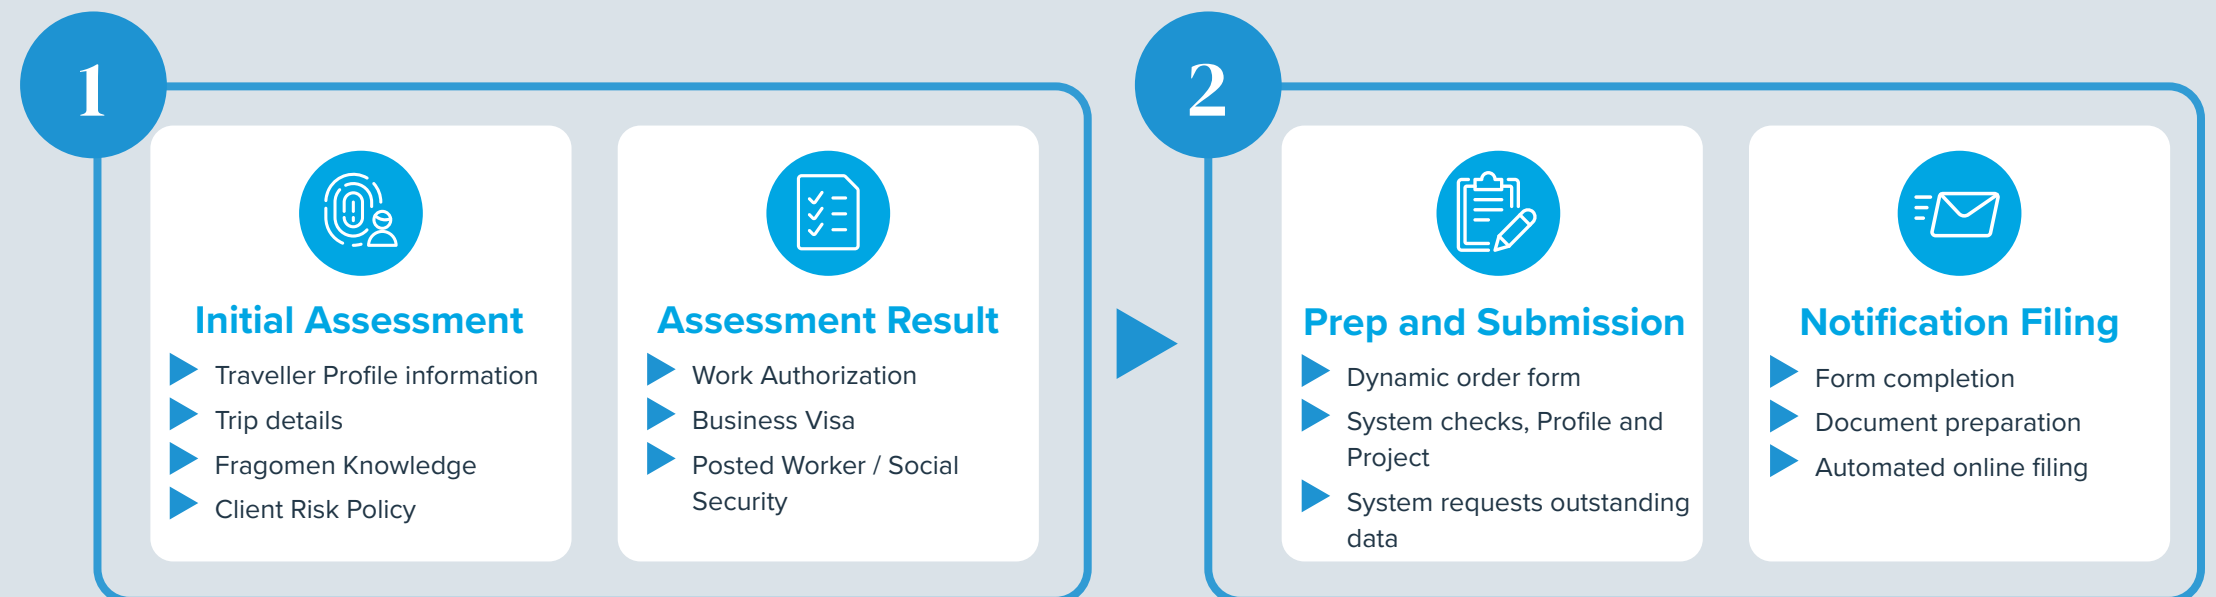 1
Initial Assessment
Traveller Profile information
Trip details
Fragomen Knowledge
Client Risk Policy
Assessment Result
Work Authorization
Business Visa
Posted Worker / Social
Security
2
Prep and Submission
Dynamic order form
System checks, Profile and
Project
System requests outstanding
data
Notification Filing
Form completion
Document preparation
Automated online filing